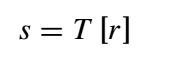 s = T [r]